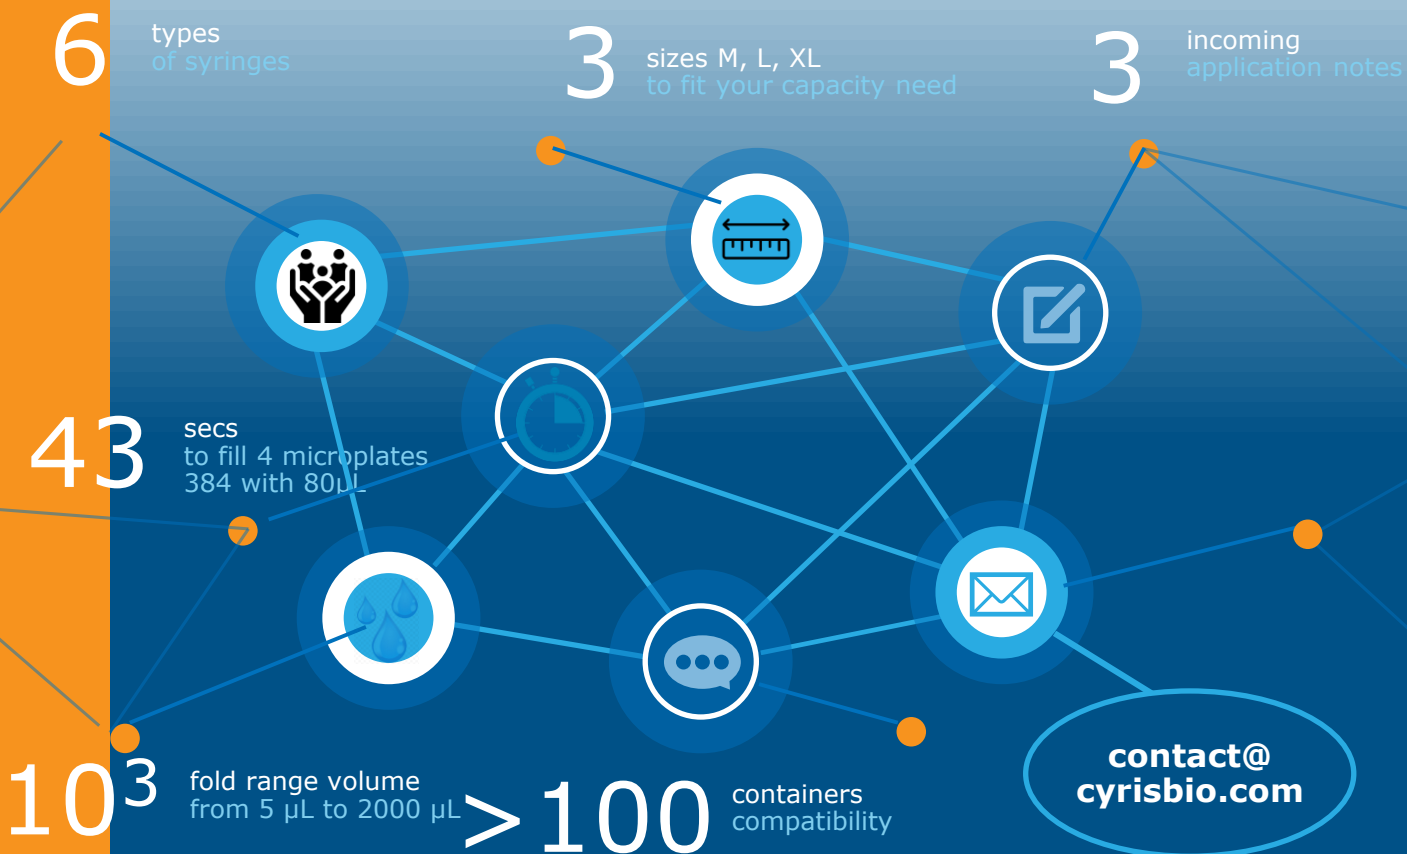 6
types
of syringes
3
sizes M, L, XL
to fit your capacity need
3
incoming
application notes
43
secs
to fill 4 microplates
384 with 80µL
10³
fold range volume
from 5 µL to 2000 µL
>100
containers
compatibility
contact@
cyrisbio.com